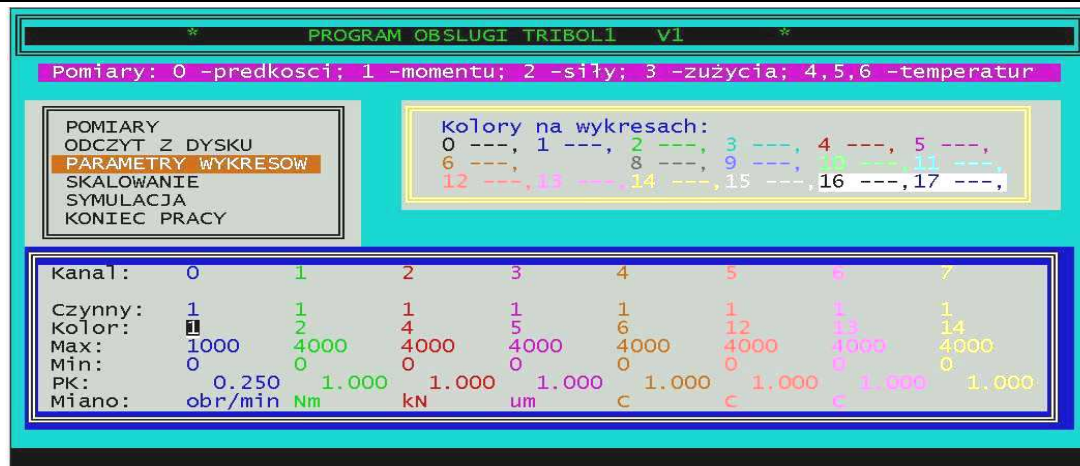 * PROGRAM OBSLUGI TRIBOL1 V1 *
Pomiary: 0 -predkosci; 1 -momentu; 2 -siły; 3 -zużycia; 4,5,6 -temperatur
POMIARY
ODCZYT Z DYSKU
PARAMETRY WYKRESOW
SKALOWANIE
SYMULACJA
KONIEC PRACY
Kolory na wykresach:
0 ---, 1 ---, 2 ---, 3 ---, 4 ---, 5 ---,
6 ---, 8 ---, 9 ---, 10 ---, 11 ---,
12 ---, 13 ---, 14 ---, 15 ---, 16 ---, 17 ---,
Kanal: 0 1 2 3 4 5 6 7
Czynny: 1 1 1 1 1 1 1 1
Kolor: 1 2 4 5 6 12 13 14
Max: 1000 4000 4000 4000 4000 4000 4000 4000
Min: 0 0 0 0 0 0 0 0
PK: 0.250 1.000 1.000 1.000 1.000 1.000 1.000 1.000
Miano: obr/min Nm kN um C C C